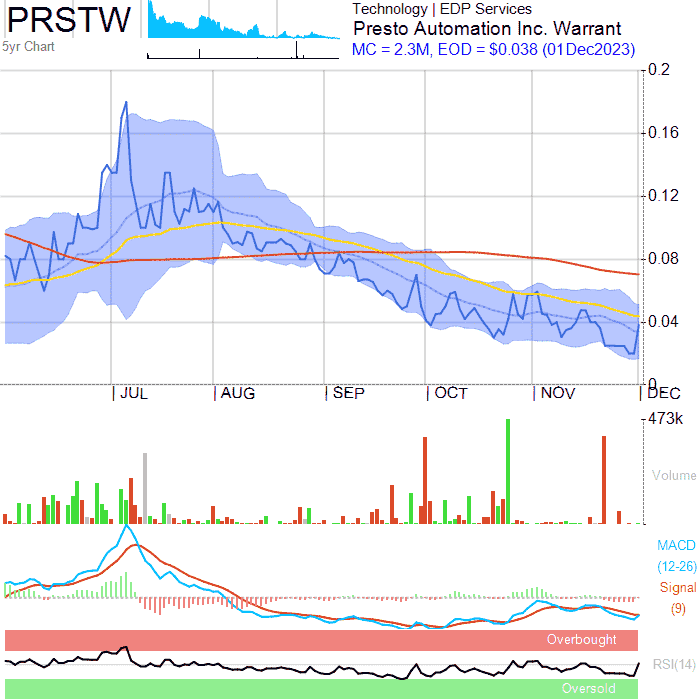 PRSTW
5yr Chart
Technology | EDP Services
Presto Automation Inc. Warrant
MC = 2.3M, EOD = $0.038 (01Dec2023)
0.2
0.16
0.12
0.08
0.04
0
JUL
AUG
SEP
OCT
NOV
DEC
473k
Volume
MACD
(12-26)
Signal
(9)
Overbought
RSI(14)
Oversold